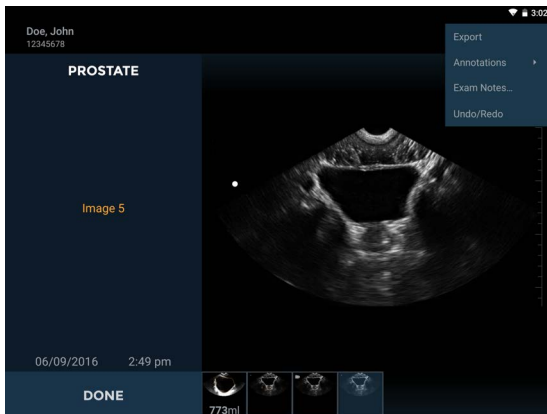 3:02
Doe, John
12345678
Export
PROSTATE
Annotations
Exam Notes...
Undo/Redo
Image 5
06/09/2016 2:49 pm
DONE
773ml